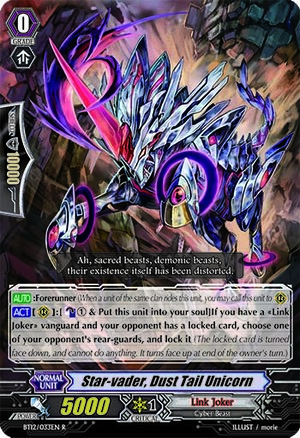 0
GRADE
10000
SHIELD
Ah, sacred beasts, demonic beasts,
their existence itself has been distorted.
AUTO :Forerunner (When a unit of the same clan rides this unit, you may call this unit to
ACT 1 & Put this unit into your soul] If you have a «Link
Joker» vanguard and your opponent has a locked card, choose one
of your opponent's rear-guards, and lock it (The locked card is turned
face down, and cannot do anything. It turns face up at the end of the owner's turn).
NORMAL
UNIT
Star-vader, Dust Tail Unicorn
POWER
5000
1
CRITICAL
Link Joker
Cyber Beast
BT12/033EN R
ILLUST / morie